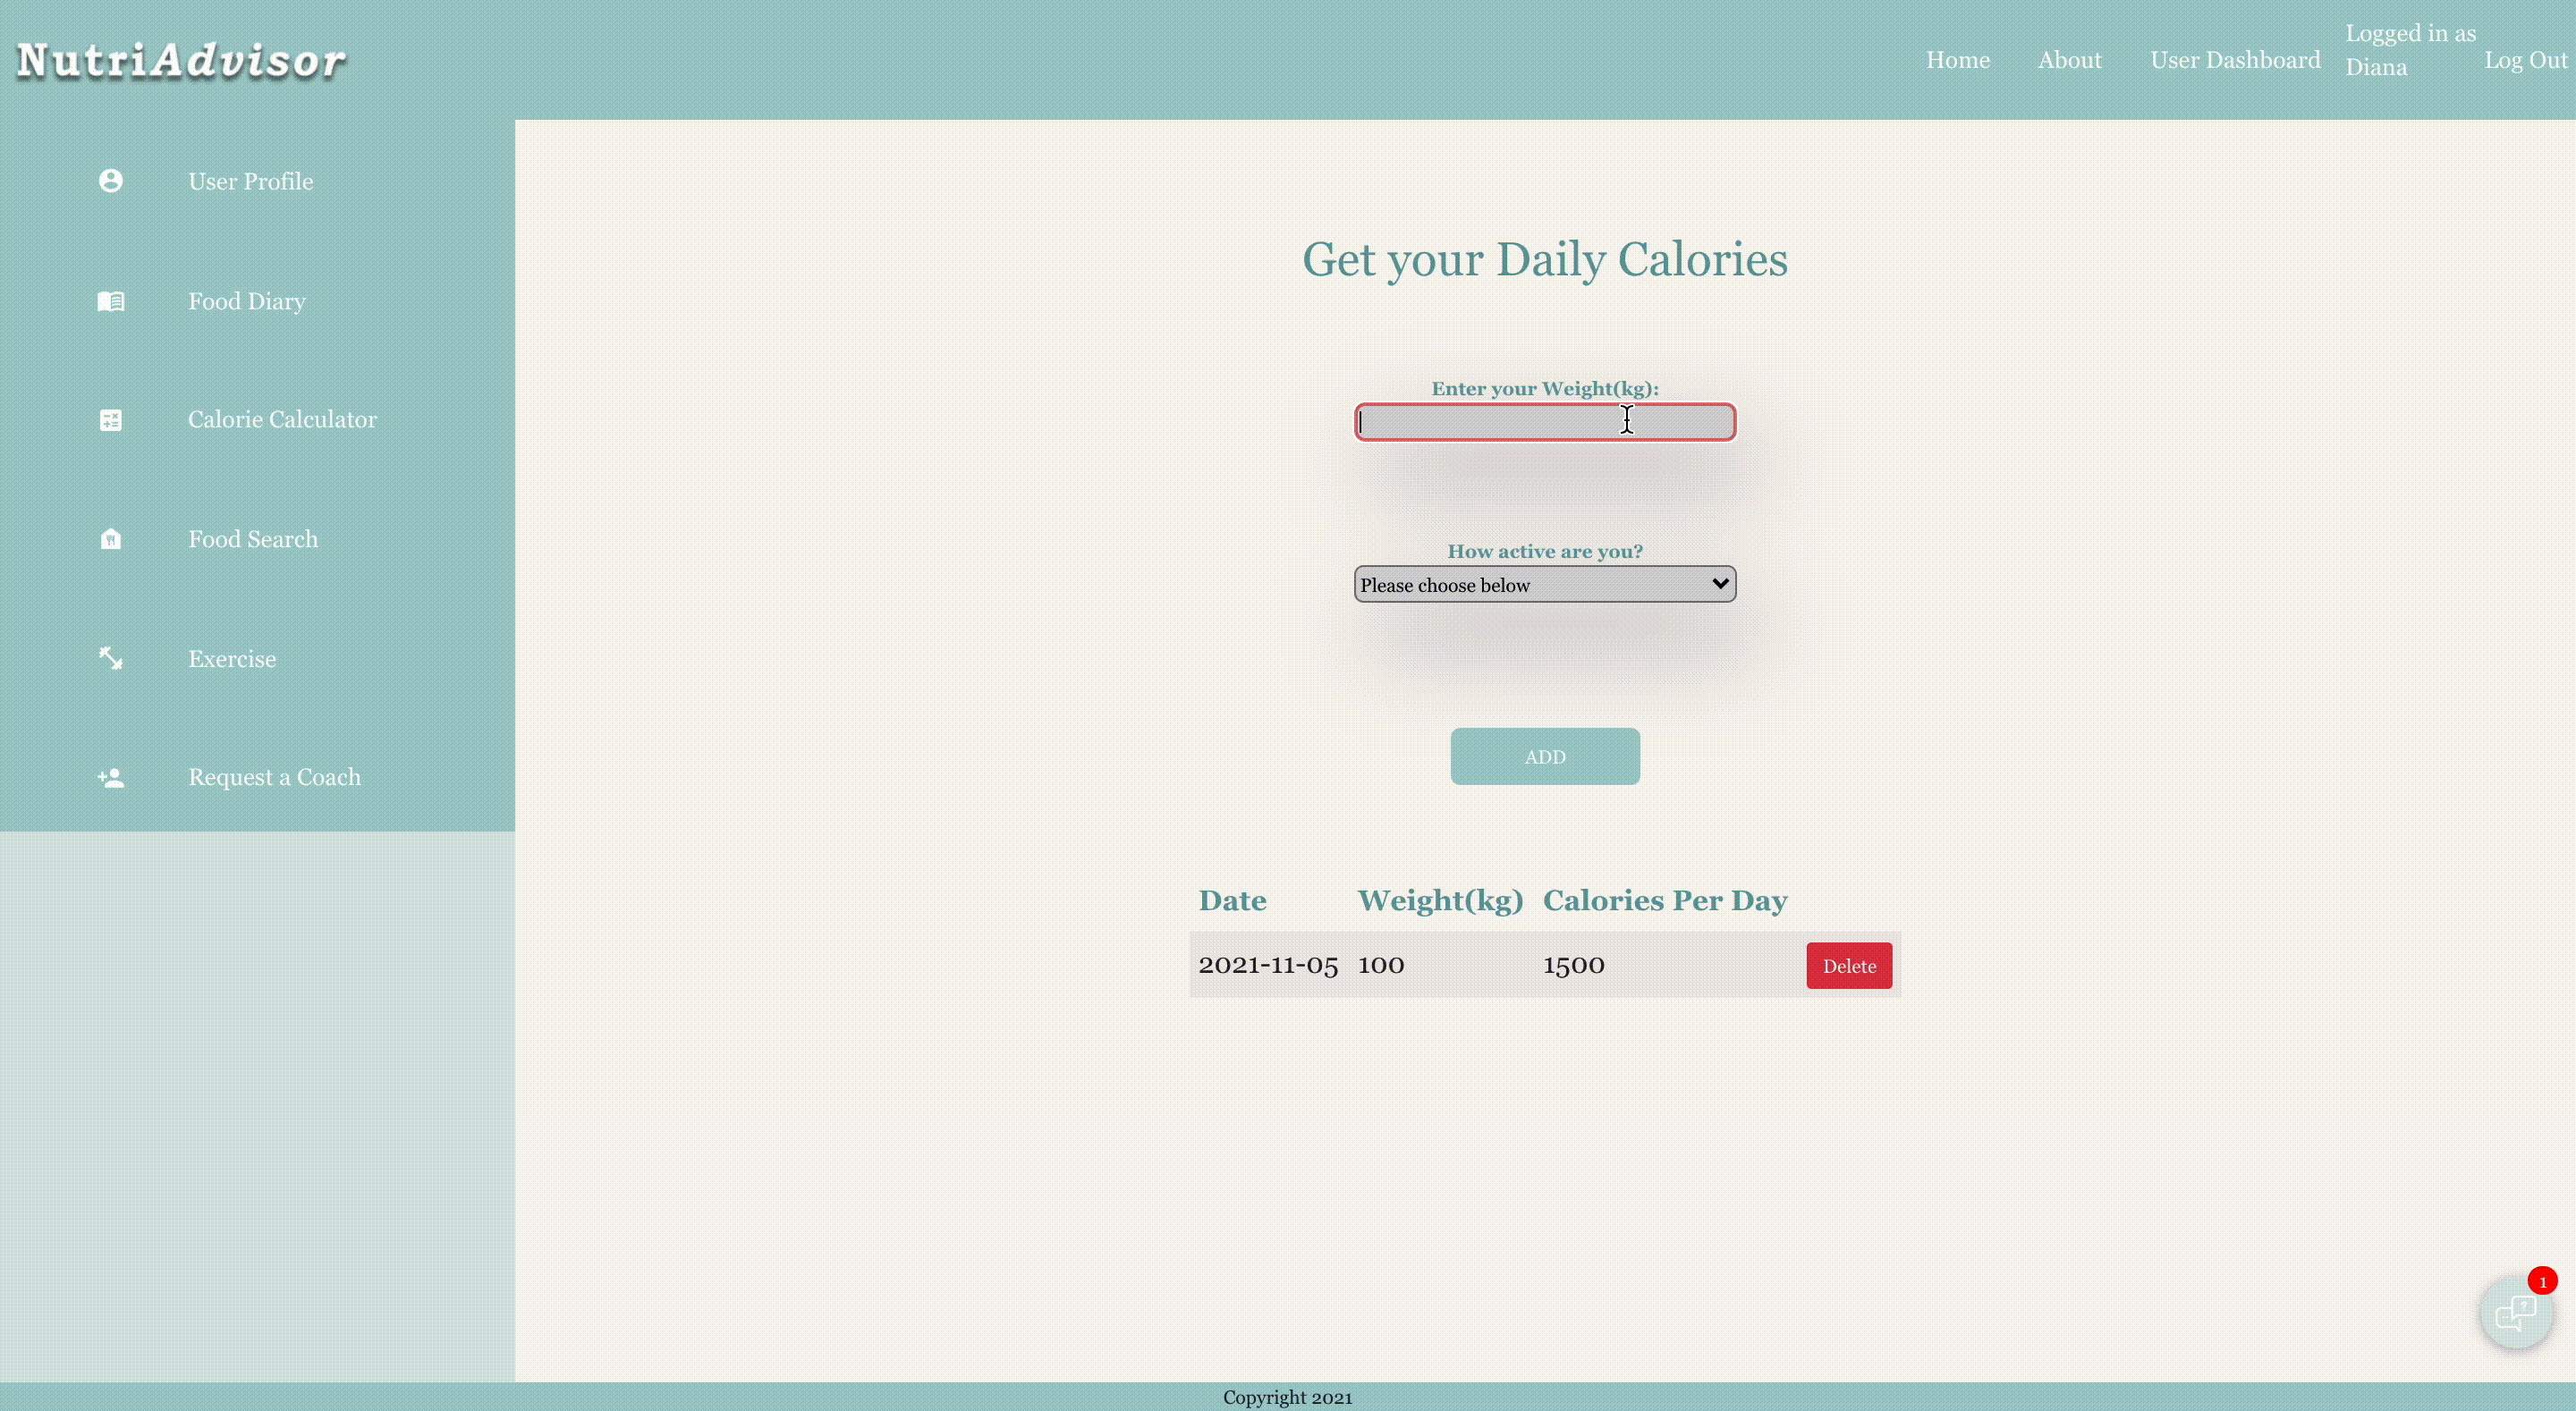 NutriAdvisor
Home
About
User Dashboard
Logged in as
Diana
Log Out
User Profile
Food Diary
Calorie Calculator
Food Search
Exercise
Request a Coach
Get your Daily Calories
Enter your Weight(kg):
How active are you?
Please choose below
ADD
Date Weight(kg) Calories Per Day
2021-11-05 100 1500 Delete
1
?
Copyright 2021